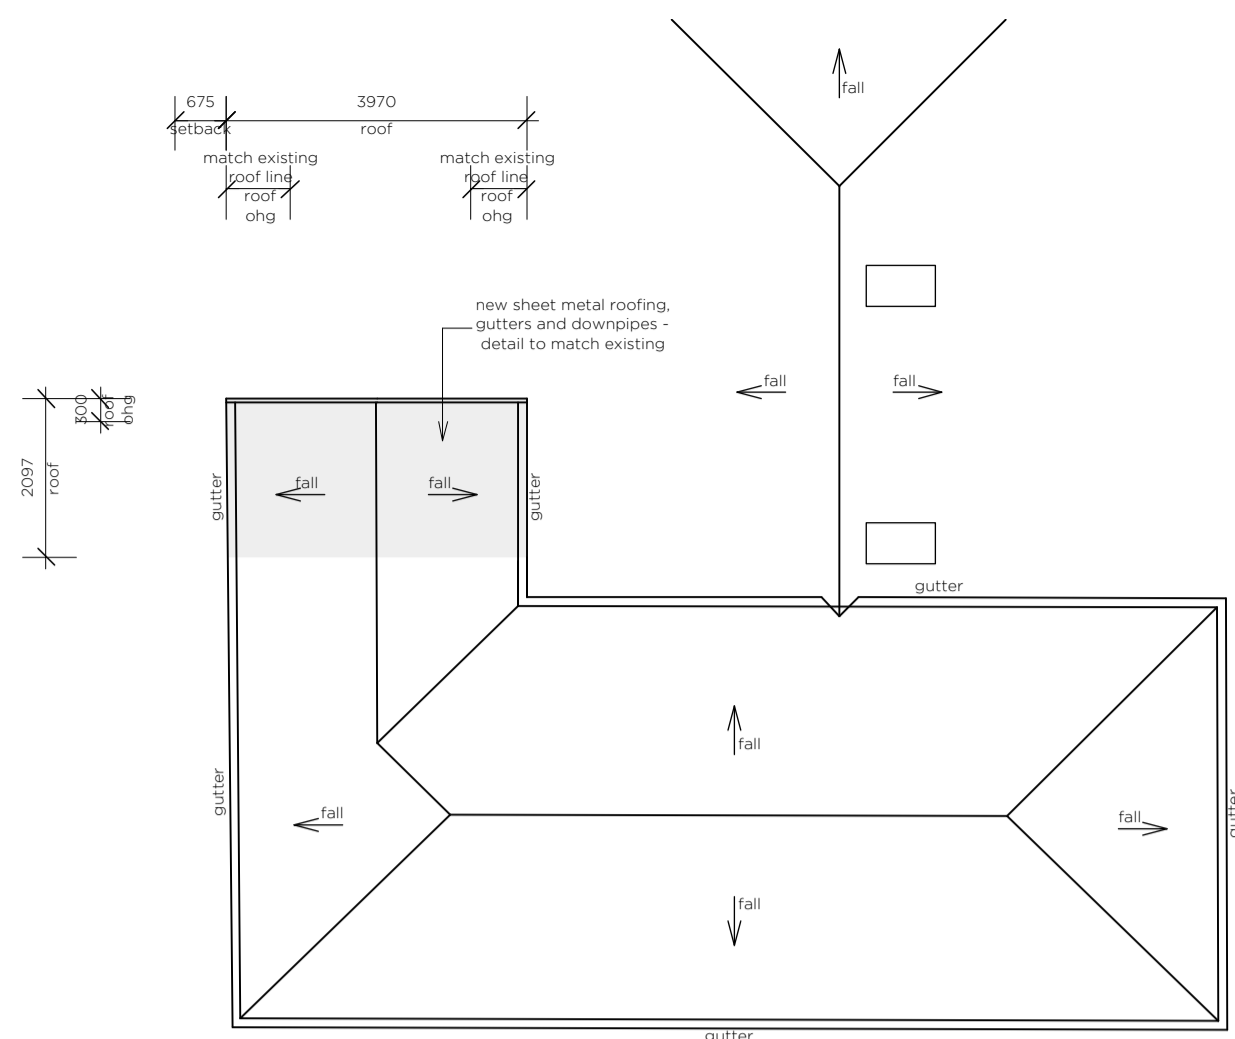 fall
675
3970
setback
roof
match existing
roof line
roof
ohg
match existing
roof line
roof
ohg
new sheet metal roofing,
gutters and downpipes -
detail to match existing
fall
fall
300
roof
ohg
2097
roof
gutter
fall
fall
gutter
gutter
fall
gutter
fall
fall
gutter
fall
gutter